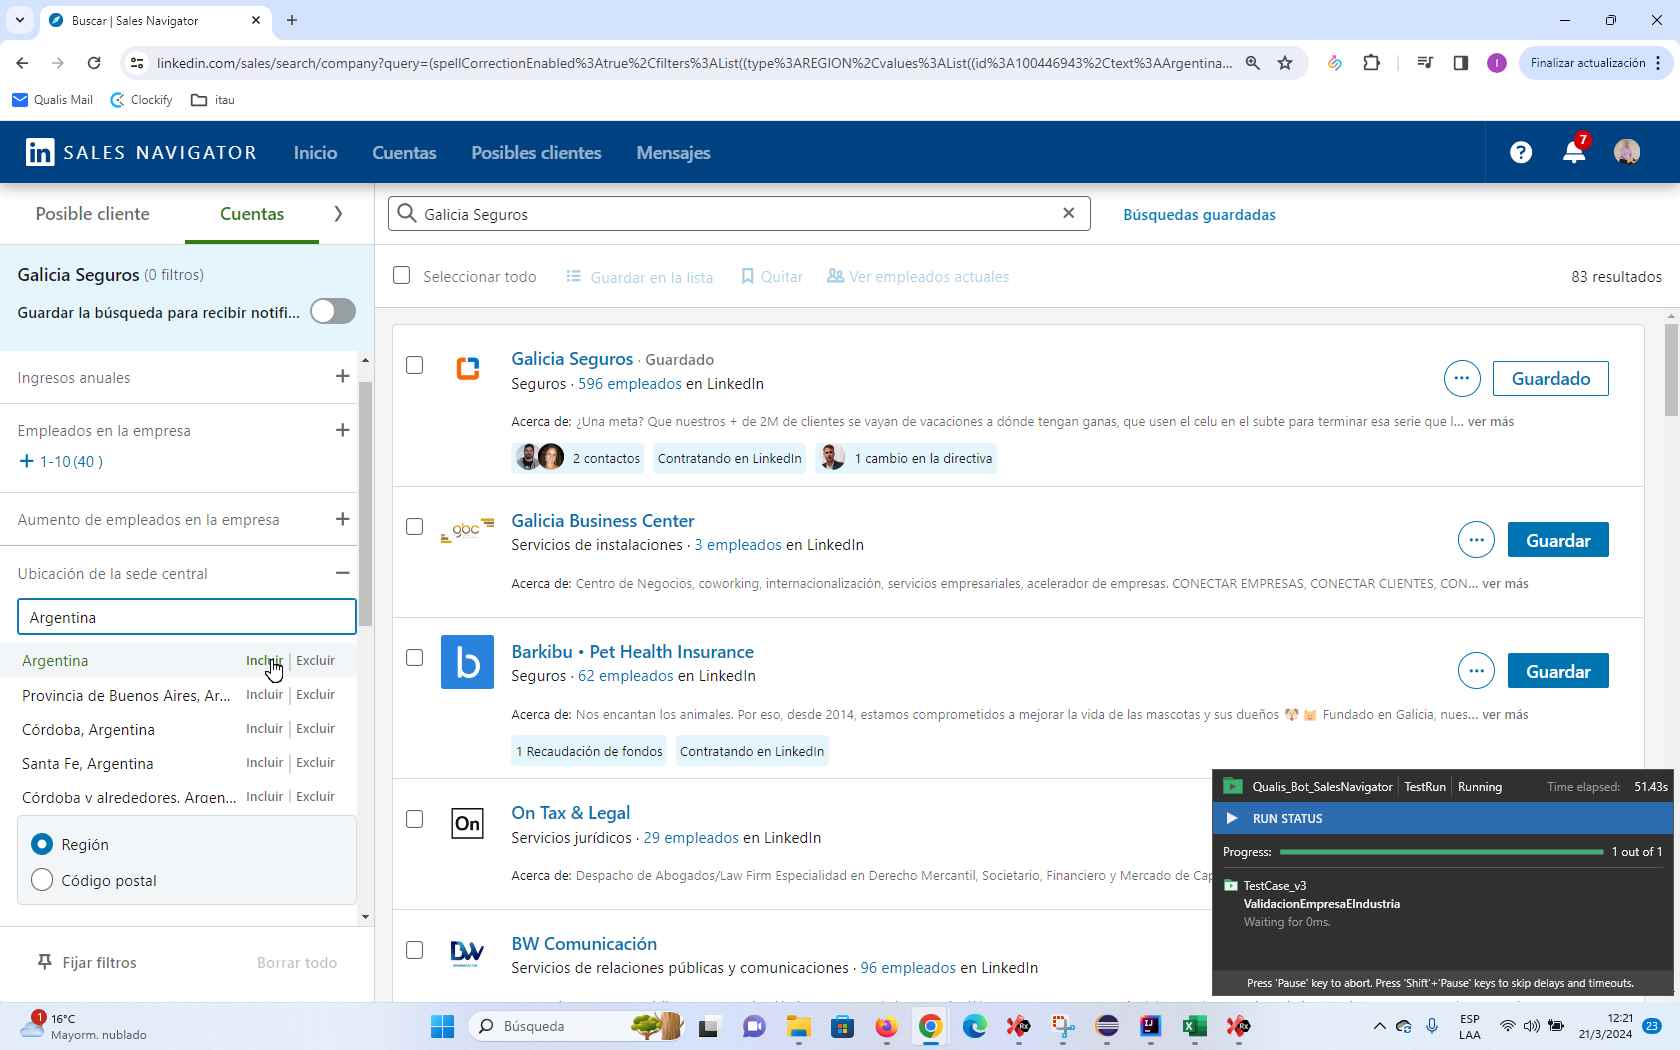 Buscar | Sales Navigator
linkedin.com/sales/search/company?query=(spellCorrectionEnabled%3Atrue%2Cfilters%3AList((type%3AREGION%2Cvalues%3AList((id%3A100446943%2Ctext%3AArgentina...
I
Finalizar actualización
Qualis Mail
Clockify
itau
in SALES NAVIGATOR
Inicio
Cuentas
Posibles clientes
Mensajes
?
7
Posible cliente
Cuentas
Galicia Seguros
Búsquedas guardadas
Galicia Seguros (0 filtros)
Guardar la búsqueda para recibir notifi...
Seleccionar todo
Guardar en la lista
Quitar
Ver empleados actuales
83 resultados
Ingresos anuales
Empleados en la empresa
+ 1-10 (40 )
Aumento de empleados en la empresa
Ubicación de la sede central
Argentina
Argentina Incluir | Excluir
Provincia de Buenos Aires, Ar... Incluir | Excluir
Córdoba, Argentina Incluir | Excluir
Santa Fe, Argentina Incluir | Excluir
Córdoba y alrededores, Argen... Incluir | Excluir
Región
Código postal
Fijar filtros
Borrar todo
Galicia Seguros · Guardado
Seguros · 596 empleados en LinkedIn
Guardado
Acerca de: ¿Una meta? Que nuestros + de 2M de clientes se vayan de vacaciones a dónde tengan ganas, que usen el celu en el subte para terminar esa serie que l... ver más
2 contactos
Contratando en LinkedIn
1 cambio en la directiva
gbc
Galicia Business Center
Servicios de instalaciones · 3 empleados en LinkedIn
Guardar
Acerca de: Centro de Negocios, coworking, internacionalización, servicios empresariales, acelerador de empresas. CONECTAR EMPRESAS, CONECTAR CLIENTES, CON... ver más
b
Barkibu • Pet Health Insurance
Seguros · 62 empleados en LinkedIn
Guardar
Acerca de: Nos encantan los animales. Por eso, desde 2014, estamos comprometidos a mejorar la vida de las mascotas y sus dueños 🐶 🐱 Fundado en Galicia, nues... ver más
1 Recaudación de fondos
Contratando en LinkedIn
On
On Tax & Legal
Servicios jurídicos · 29 empleados en LinkedIn
Acerca de: Despacho de Abogados/Law Firm Especialidad en Derecho Mercantil, Societario, Financiero y Mercado de Cap
BW
BW Comunicación
Servicios de relaciones públicas y comunicaciones · 96 empleados en LinkedIn
Qualis_Bot_SalesNavigator | TestRun | Running
Time elapsed: 51.43s
RUN STATUS
Progress: 1 out of 1
TestCase_v3
ValidacionEmpresaEIndustria
Waiting for 0ms.
Press 'Pause' key to abort. Press 'Shift'+'Pause' keys to skip delays and timeouts.
1
16°C
Mayorm. nublado
Búsqueda
ESP
LAA
12:21
21/3/2024
23